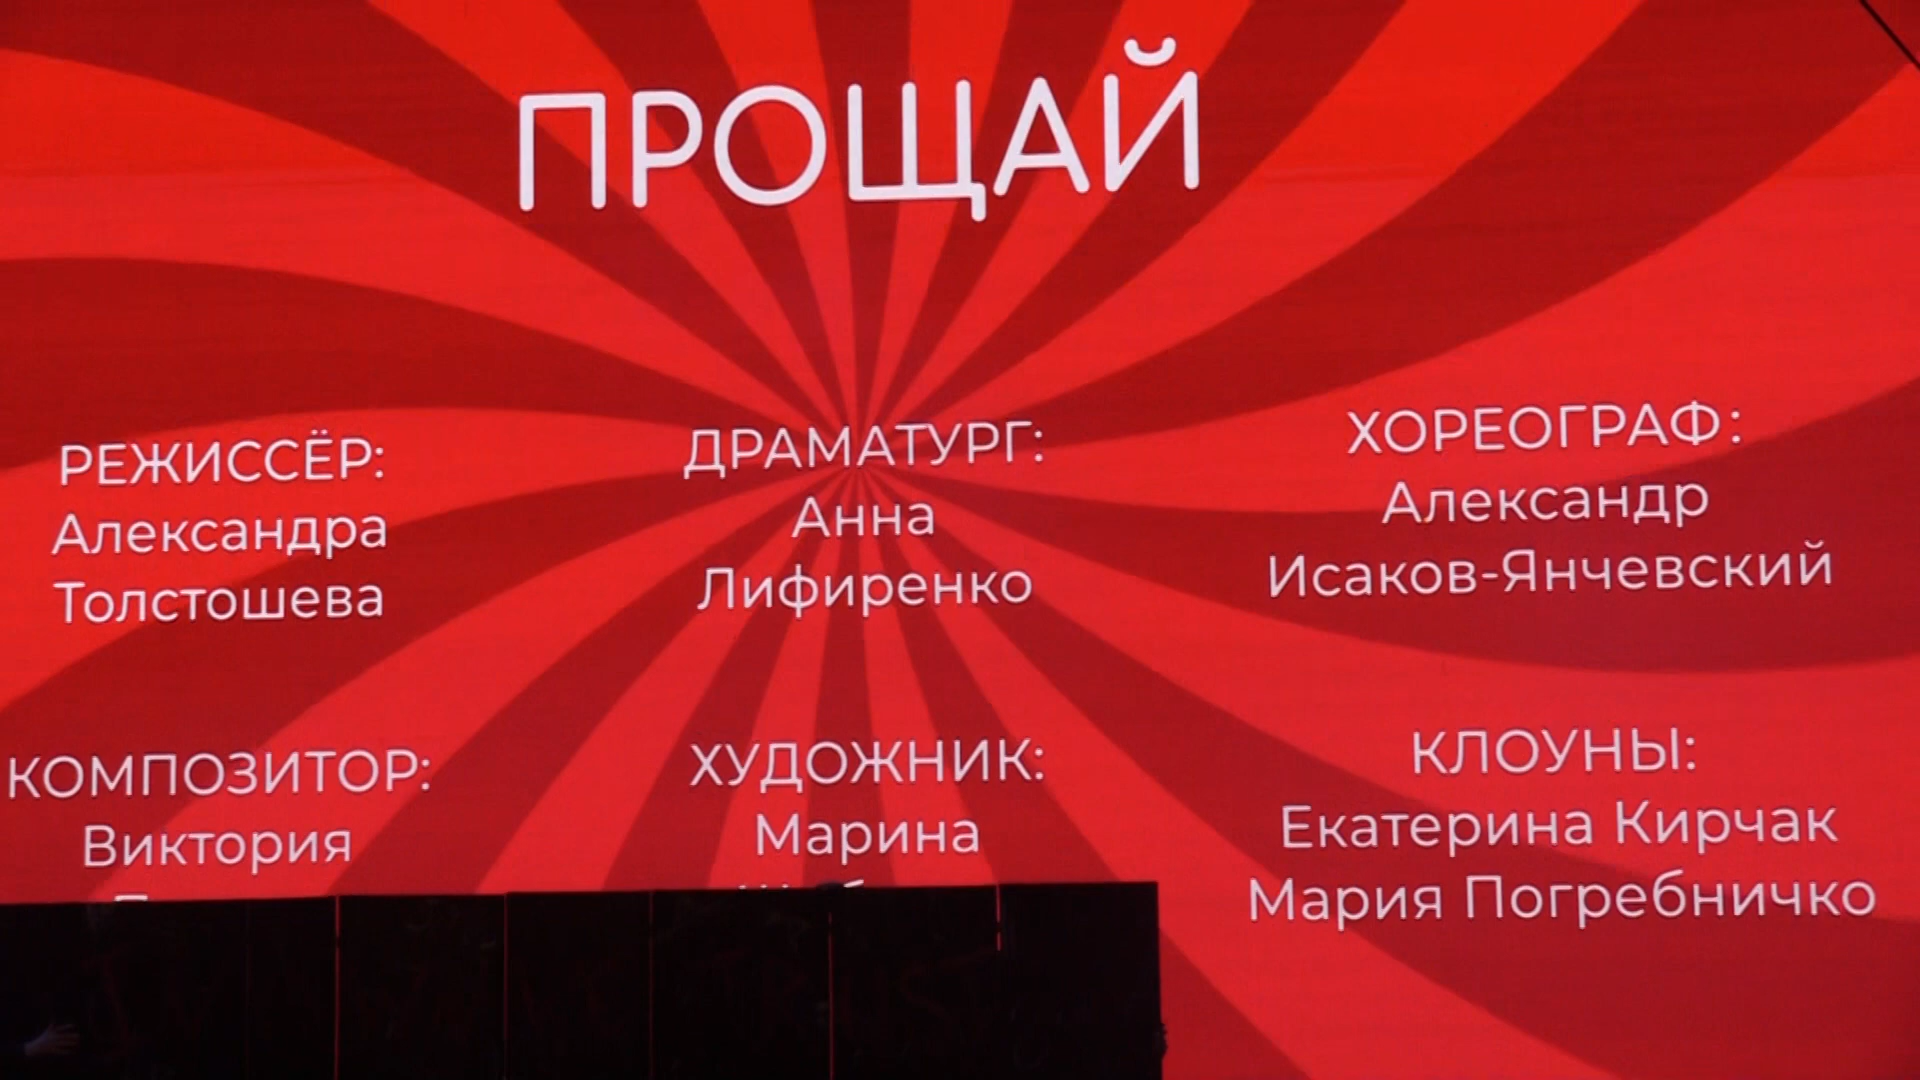 ПРОЩАЙ
РЕЖИССЁР:
Александра
Толстошева
ДРАМАТУРГ:
Анна
Лифиренко
ХОРЕОГРАФ:
Александр
Исаков-Янчевский
КОМПОЗИТОР:
Виктория
ХУДОЖНИК:
Марина
КЛОУНЫ:
Екатерина Кирчак
Мария Погребничко